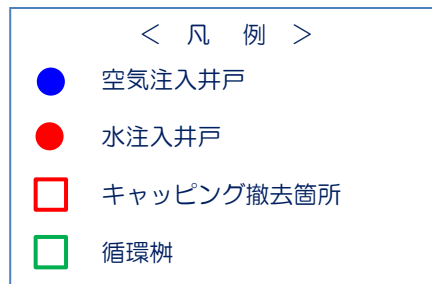 ＜ 凡 例 ＞
空気注入井戸
水注入井戸
キャッピング撤去箇所
循環桝